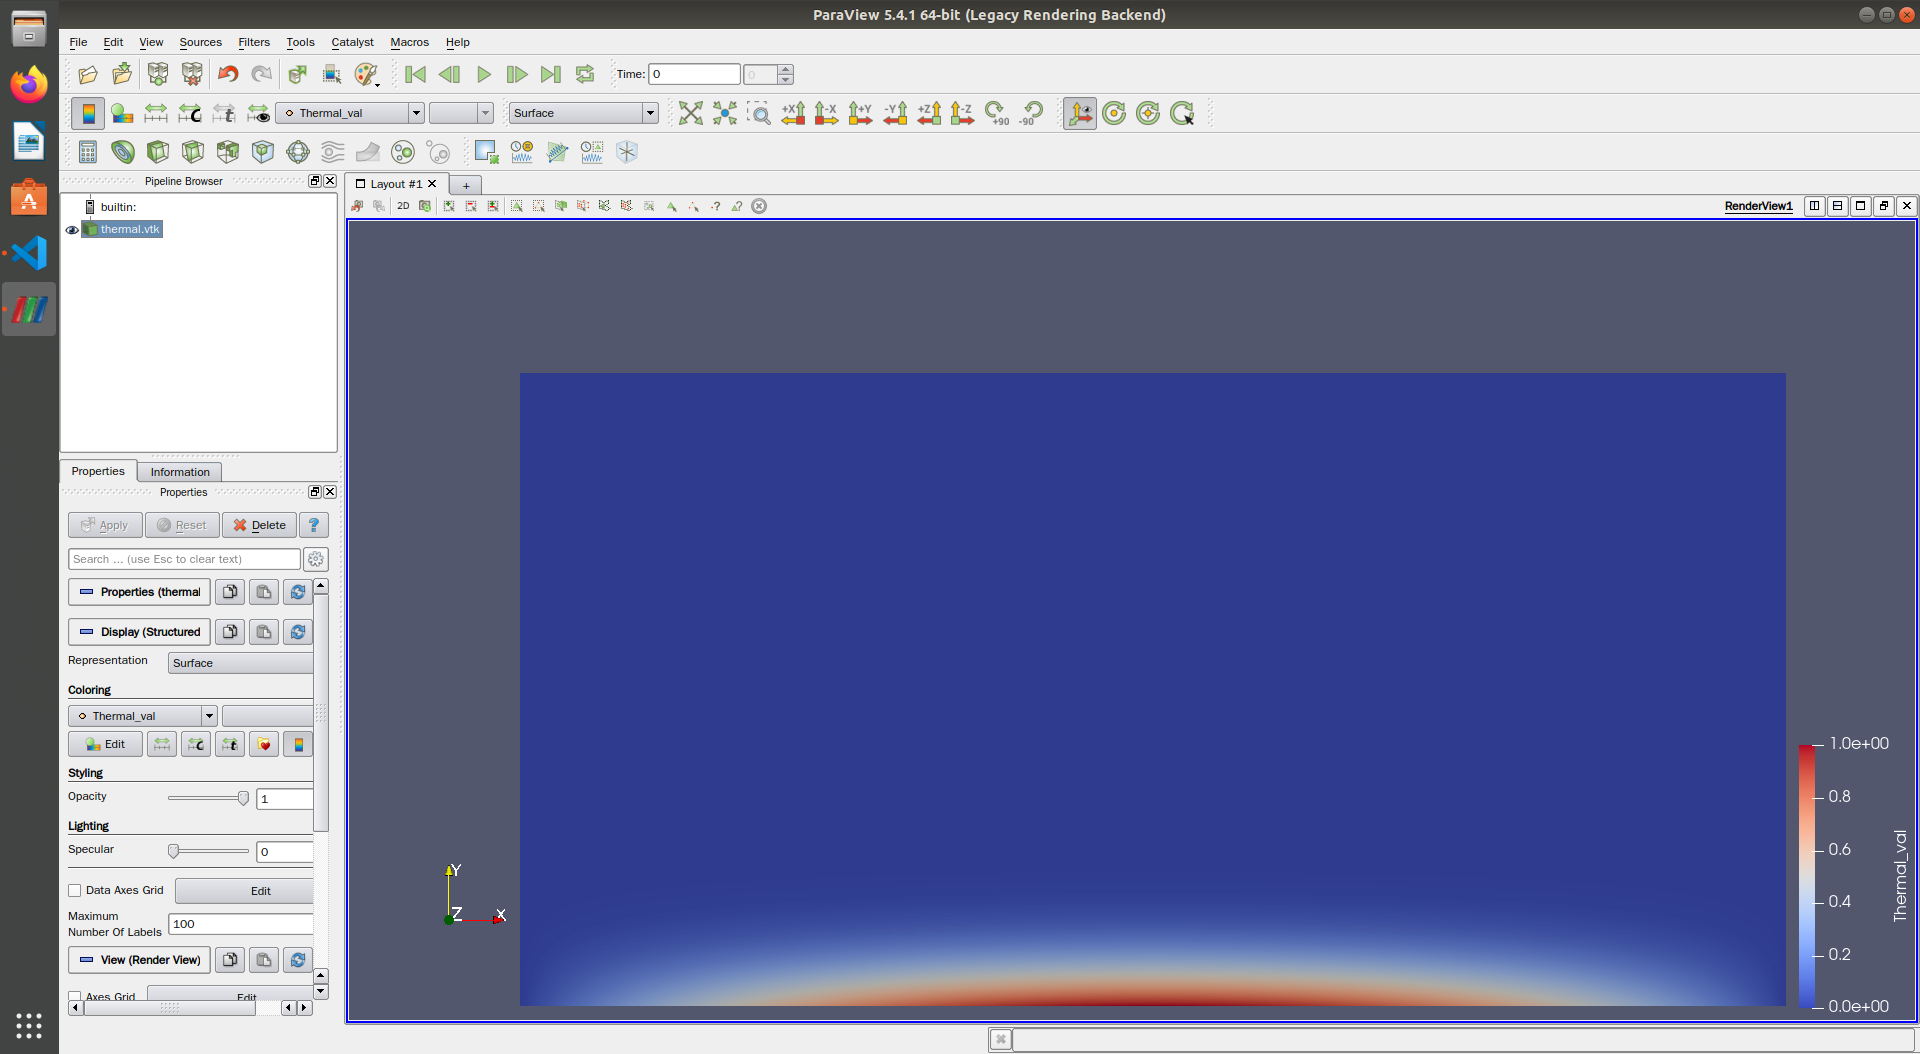 ParaView 5.4.1 64-bit (Legacy Rendering Backend)
File Edit View Sources Filters Tools Catalyst Macros Help
Time: 0 0
Thermal_val Surface +X -X +Y -Y +Z -Z +90 -90
Pipeline Browser
Layout #1 +
builtin:
2D RenderView1
thermal.vtk
Properties Information
Properties
Apply Reset Delete ?
Search ... (use Esc to clear text)
Properties (thermal
Display (Structured
Representation Surface
Coloring
Thermal_val
Edit
Styling
Opacity 1
Lighting
Specular 0
Data Axes Grid Edit
Maximum
Number Of Labels 100
View (Render View)
Axes Grid Edit
Y
Z X
1.0e+00
0.8
0.6
0.4
0.2
0.0e+00
Thermal_val